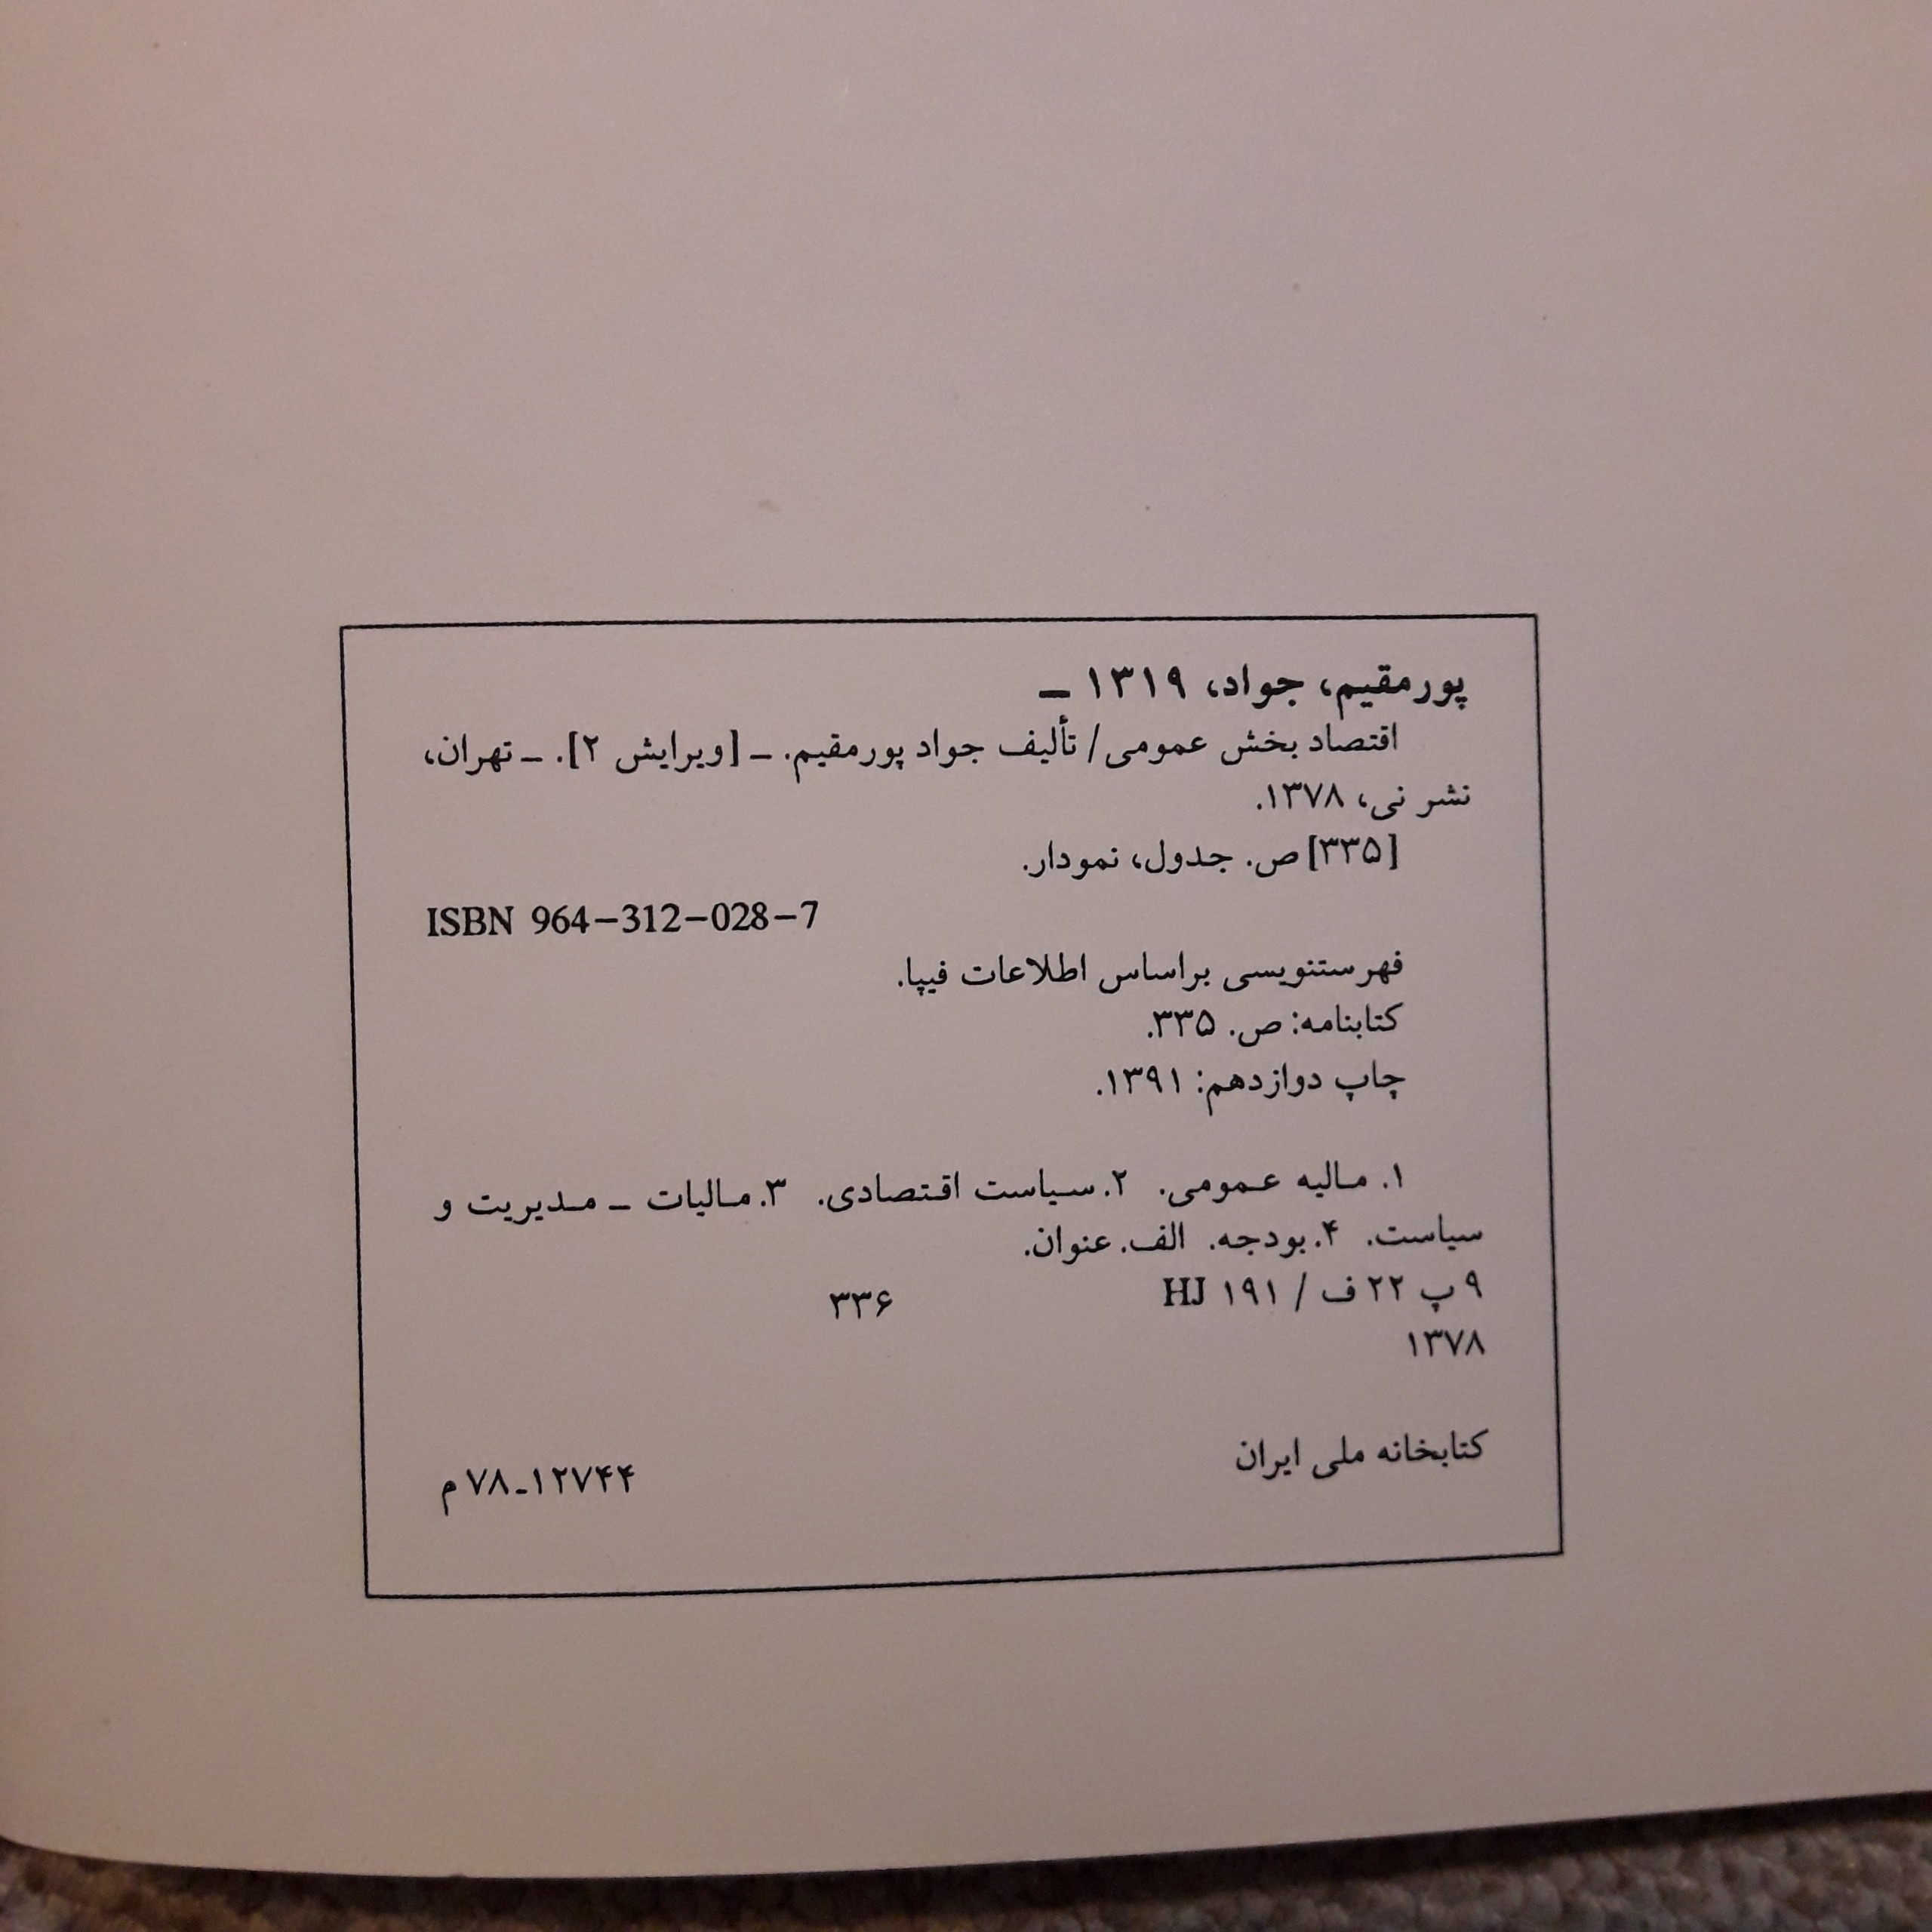 پورمقیم، جواد، ۱۳۱۹ ـ
اقتصاد بخش عمومی/ تألیف جواد پورمقیم. ـ [ویرایش ۲]. ـ تهران،
نشر نی، ۱۳۷۸.
[۳۳۵] ص. جدول، نمودار.
ISBN 964-312-028-7
فهرستنویسی براساس اطلاعات فیپا.
کتابنامه: ص. ۳۳۵.
چاپ دوازدهم: ۱۳۹۱.
۱. مالیه عمومی. ۲. سیاست اقتصادی. ۳. مالیات ـ مدیریت و
سیاست. ۴. بودجه. الف. عنوان.
۹ پ ۲۲ ف / ۱۹۱ HJ ۳۳۶
۱۳۷۸
کتابخانه ملی ایران ۱۲۷۴۴ـ۷۸ م